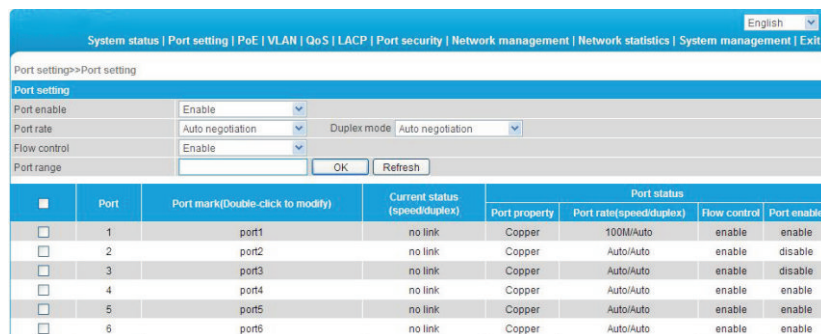 English
System status | Port setting | PoE | VLAN | QoS | LACP | Port security | Network management | Network statistics | System management | Exit
Port setting>>Port setting
Port setting
Port enable Enable
Port rate Auto negotiation Duplex mode Auto negotiation
Flow control Enable
Port range OK Refresh
Port Port mark(Double-click to modify) Current status (speed/duplex) Port status
Port property Port rate(speed/duplex) Flow control Port enable
1 port1 no link Copper 100M/Auto enable enable
2 port2 no link Copper Auto/Auto enable disable
3 port3 no link Copper Auto/Auto enable disable
4 port4 no link Copper Auto/Auto enable enable
5 port5 no link Copper Auto/Auto enable enable
6 port6 no link Copper Auto/Auto enable enable